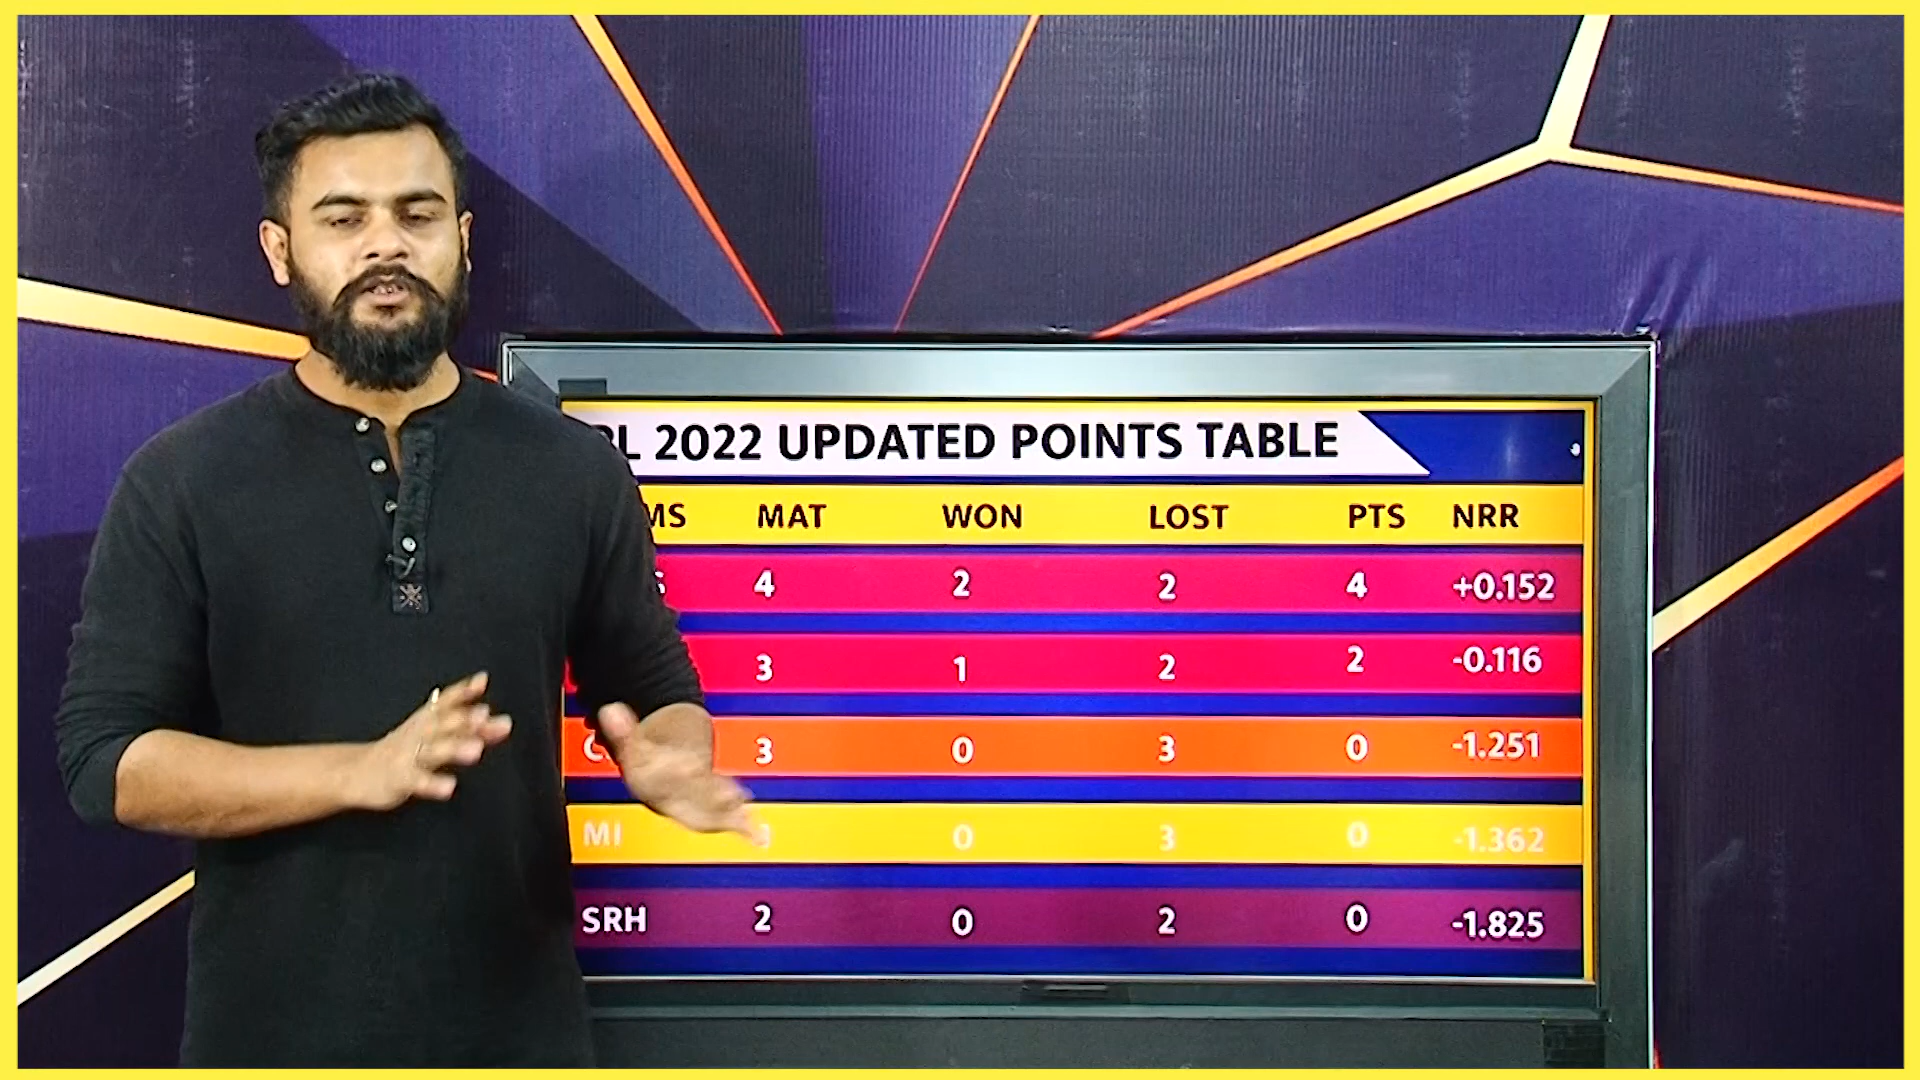 2022 UPDATED POINTS TABLE
MAT WON LOST PTS NRR
4 2 2 4 +0.152
3 1 2 2 -0.116
3 0 3 0 -1.251
MI 0 3 0 -1.362
SRH 2 0 2 0 -1.825